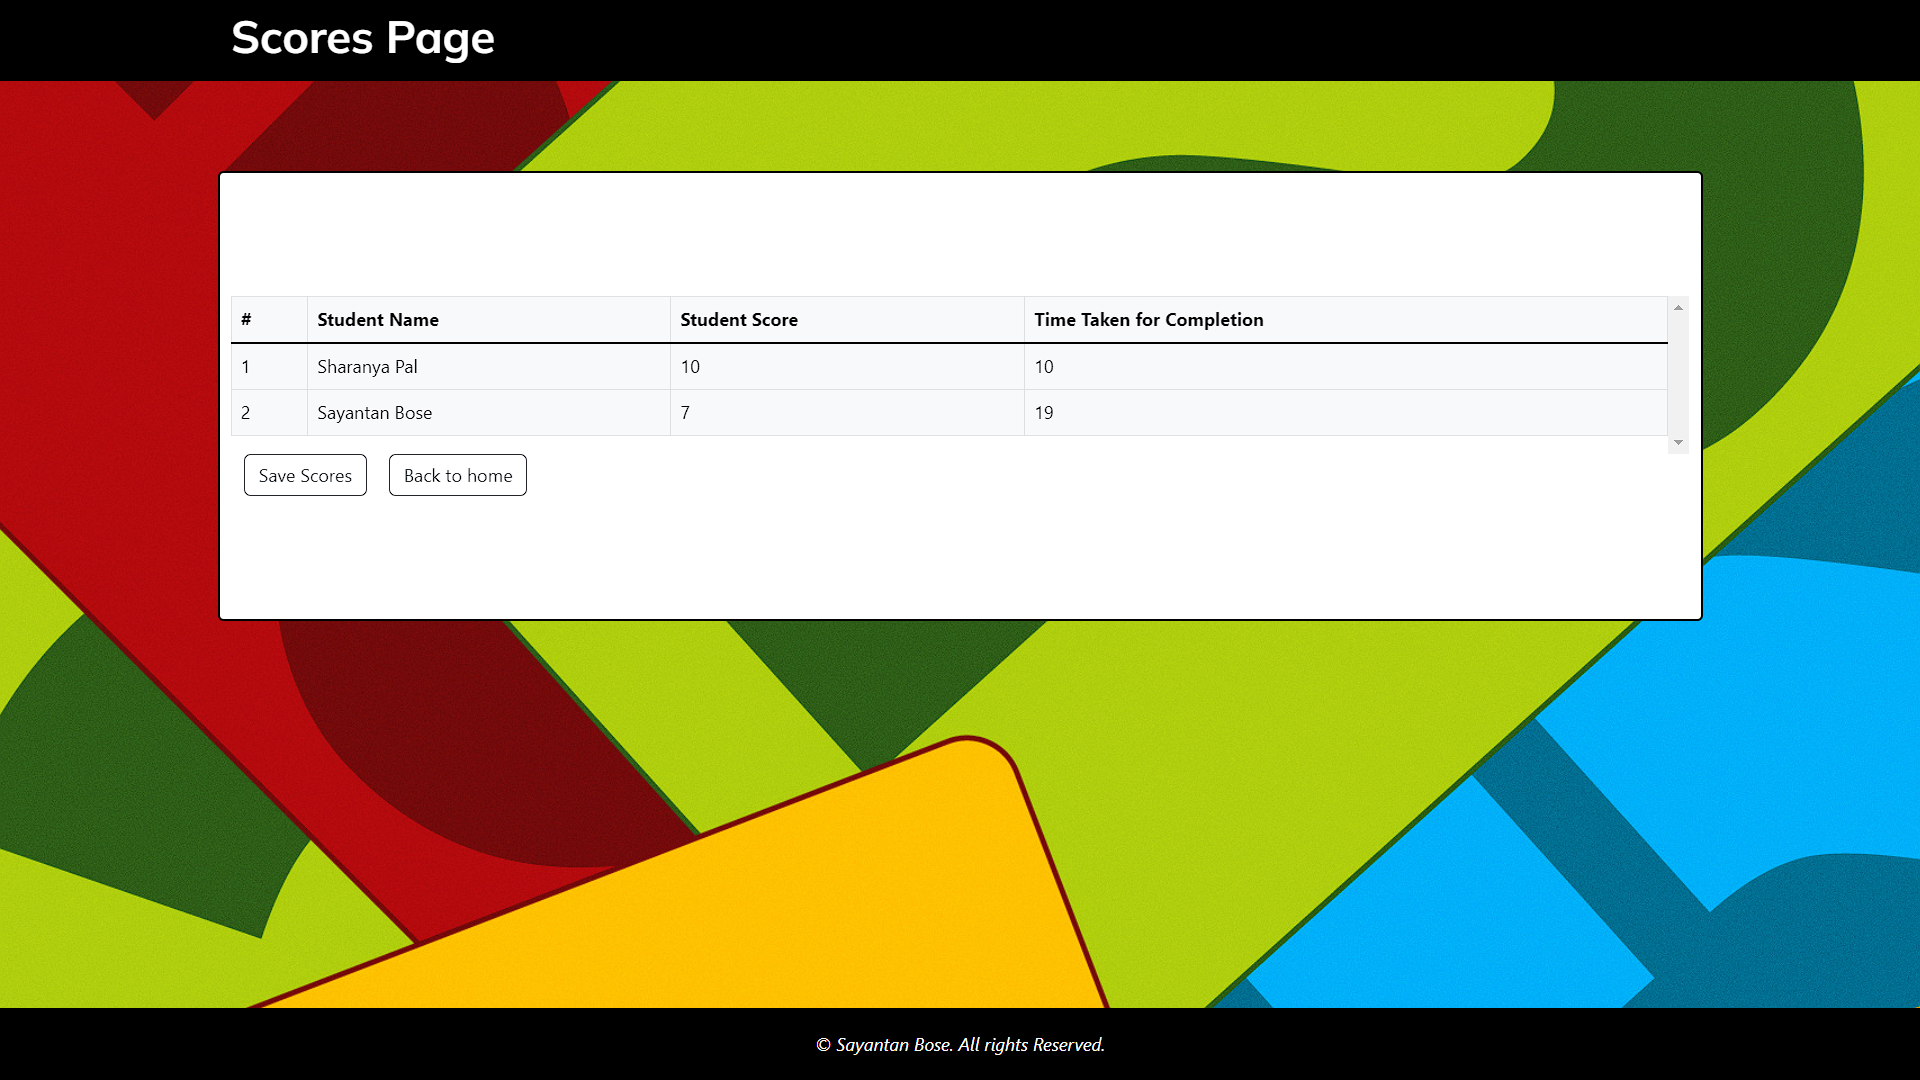 Scores Page
# Student Name Student Score Time Taken for Completion
1 Sharanya Pal 10 10
2 Sayantan Bose 7 19
Save Scores Back to home
© Sayantan Bose. All rights Reserved.